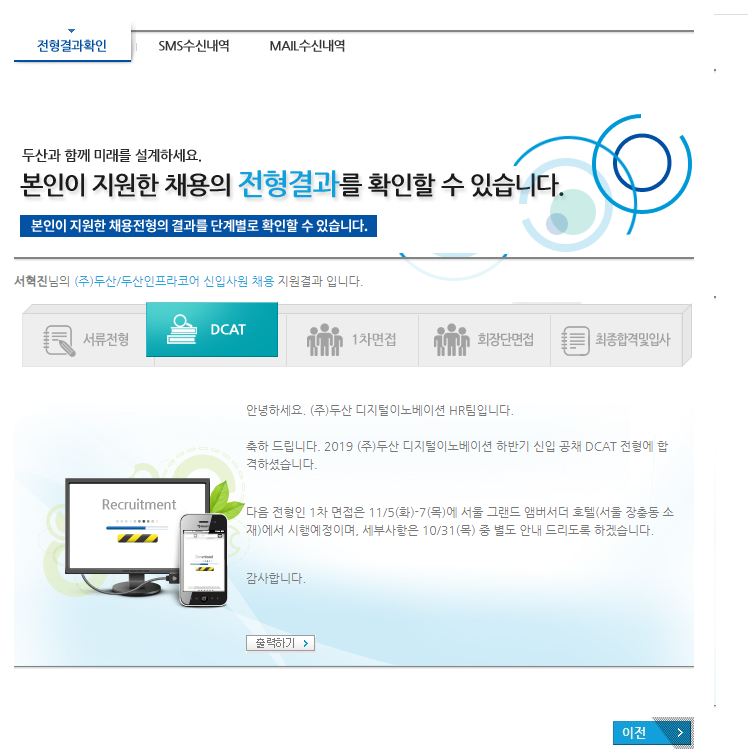 전형결과확인
SMS수신내역
MAIL수신내역
두산과 함께 미래를 설계하세요.
본인이 지원한 채용의 전형결과를 확인할 수 있습니다.
본인이 지원한 채용전형의 결과를 단계별로 확인할 수 있습니다.
서혁진님의 (주)두산/두산인프라코어 신입사원 채용 지원결과 입니다.
서류전형
DCAT
1차면접
회장단면접
최종합격및입사
안녕하세요. (주)두산 디지털이노베이션 HR팀입니다.
축하 드립니다. 2019 (주)두산 디지털이노베이션 하반기 신입 공채 DCAT 전형에 합
격하셨습니다.
Recruitment
다음 전형인 1차 면접은 11/5(화)-7(목)에 서울 그랜드 앰버서더 호텔(서울 장충동 소
재)에서 시행예정이며, 세부사항은 10/31(목) 중 별도 안내 드리도록 하겠습니다.
감사합니다.
출력하기
이전